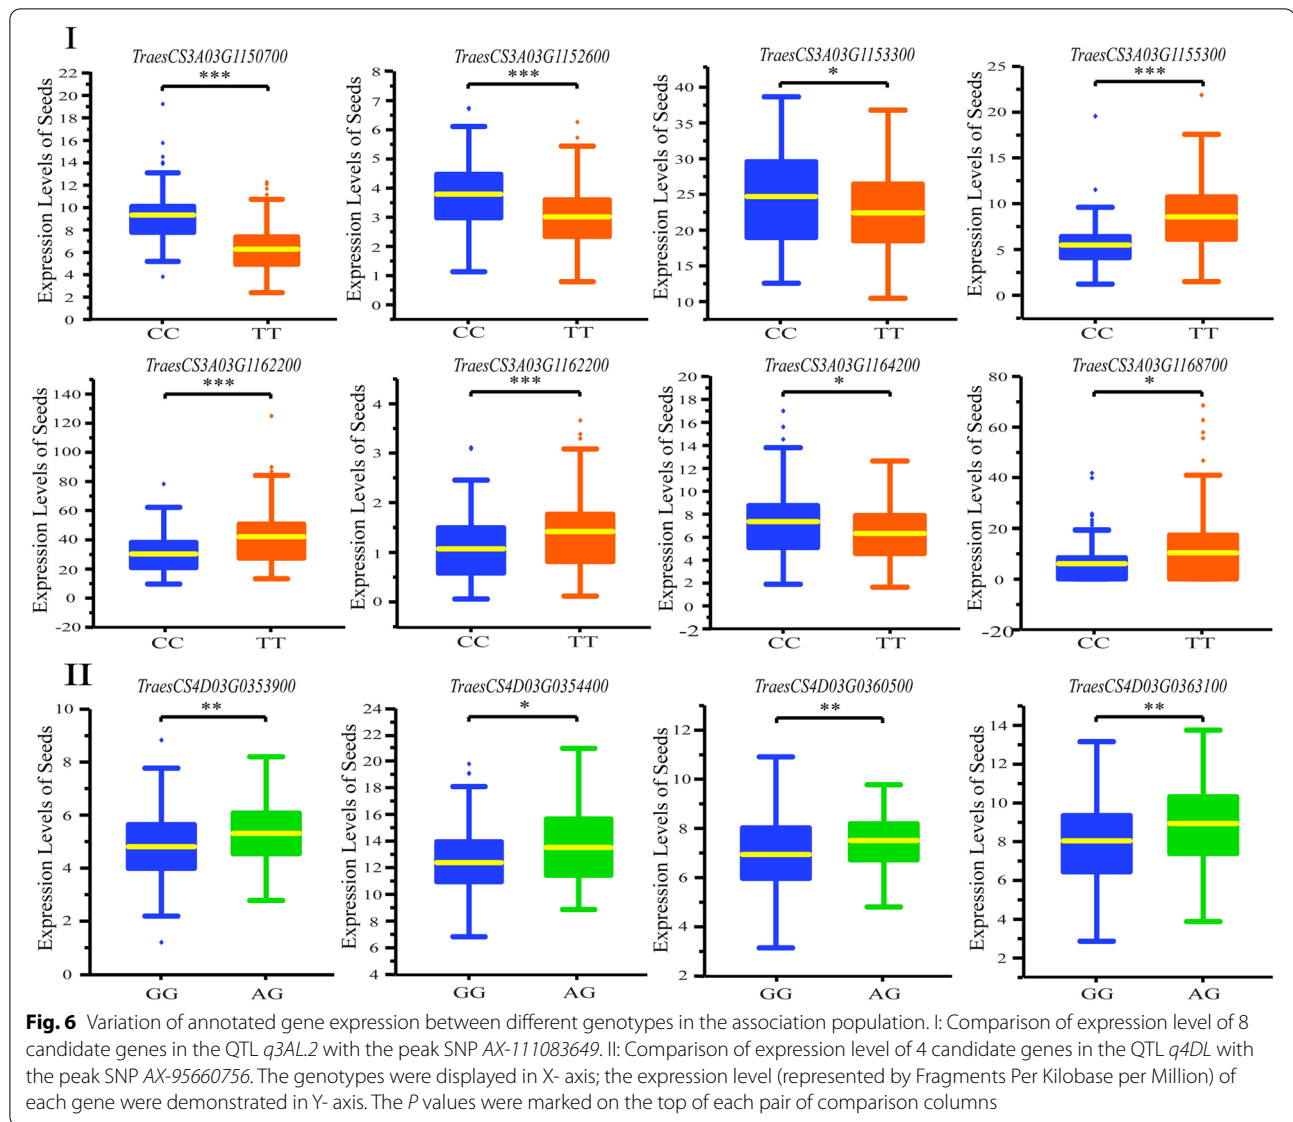 I
TraesCS3A03G1150700 TraesCS3A03G1152600 TraesCS3A03G1153300 TraesCS3A03G1155300
*** *** * ***
Expression Levels of Seeds Expression Levels of Seeds Expression Levels of Seeds Expression Levels of Seeds
22 20 18 16 14 12 10 8 6 4 2 0
8 7 6 5 4 3 2 1 0
40 35 30 25 20 15 10
25 20 15 10 5 0
CC TT CC TT CC TT CC TT
TraesCS3A03G1162200 TraesCS3A03G1162200 TraesCS3A03G1164200 TraesCS3A03G1168700
*** *** * *
Expression Levels of Seeds Expression Levels of Seeds Expression Levels of Seeds Expression Levels of Seeds
140 120 100 80 60 40 20 0 -20
4 3 2 1 0
20 18 16 14 12 10 8 6 4 2 0 -2
80 60 40 20 0 -20
CC TT CC TT CC TT CC TT
II
TraesCS4D03G0353900 TraesCS4D03G0354400 TraesCS4D03G0360500 TraesCS4D03G0363100
** * ** **
Expression Levels of Seeds Expression Levels of Seeds Expression Levels of Seeds Expression Levels of Seeds
10 8 6 4 2 0
24 22 20 18 16 14 12 10 8 6 4
12 10 8 6 4 2
14 12 10 8 6 4 2
GG AG GG AG GG AG GG AG
Fig. 6 Variation of annotated gene expression between different genotypes in the association population. I: Comparison of expression level of 8
candidate genes in the QTL q3AL.2 with the peak SNP AX-111083649. II: Comparison of expression level of 4 candidate genes in the QTL q4DL with
the peak SNP AX-95660756. The genotypes were displayed in X- axis; the expression level (represented by Fragments Per Kilobase per Million) of
each gene were demonstrated in Y- axis. The P values were marked on the top of each pair of comparison columns